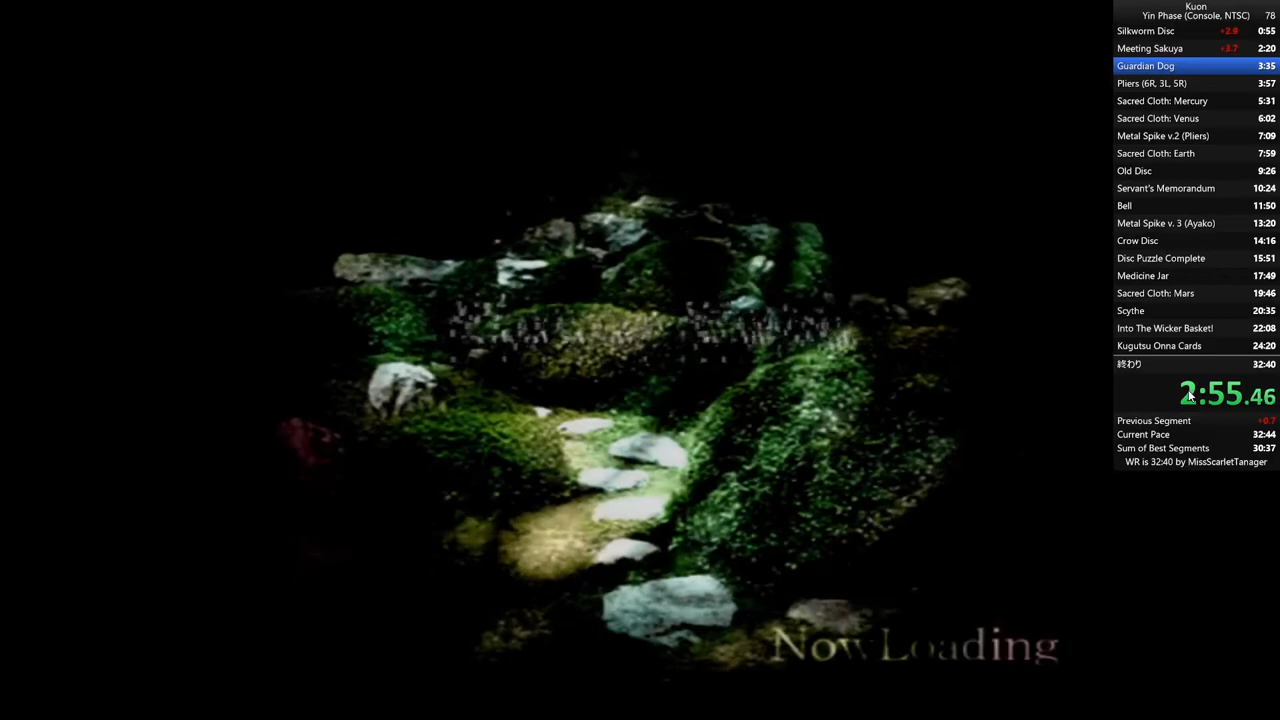 Kuon
Yin Phase (Console, NTSC) 78
Silkworm Disc +2.9 0:55
Meeting Sakuya +3.7 2:20
Guardian Dog 3:35
Pliers (6R, 3L, 5R) 3:57
Sacred Cloth: Mercury 5:31
Sacred Cloth: Venus 6:02
Metal Spike v.2 (Pliers) 7:09
Sacred Cloth: Earth 7:59
Old Disc 9:26
Servant's Memorandum 10:24
Bell 11:50
Metal Spike v. 3 (Ayako) 13:20
Crow Disc 14:16
Disc Puzzle Complete 15:51
Medicine Jar 17:49
Sacred Cloth: Mars 19:46
Scythe 20:35
Into The Wicker Basket! 22:08
Kugutsu Onna Cards 24:20
終わり 32:40
2:55.46
Previous Segment +0.7
Current Pace 32:44
Sum of Best Segments 30:37
WR is 32:40 by MissScarletTanager
Now Loading